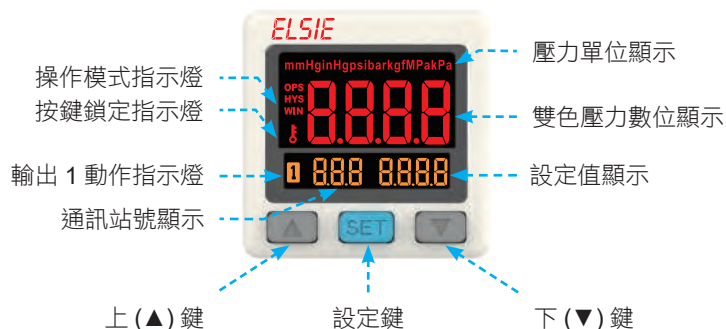 ELSIE
mmHginHgpsibarkgfMPakPa
壓力單位顯示
操作模式指示燈
OPS
HYS
WIN
8.8.8.8
按鍵鎖定指示燈
雙色壓力數位顯示
輸出 1 動作指示燈
1 88.8 8.8.8.8
設定值顯示
通訊站號顯示
SET
上 (▲) 鍵
設定鍵
下 (▼) 鍵